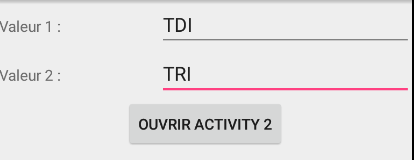 Valeur 1 : TDI
Valeur 2 : TRI
OUVRIR ACTIVITY 2